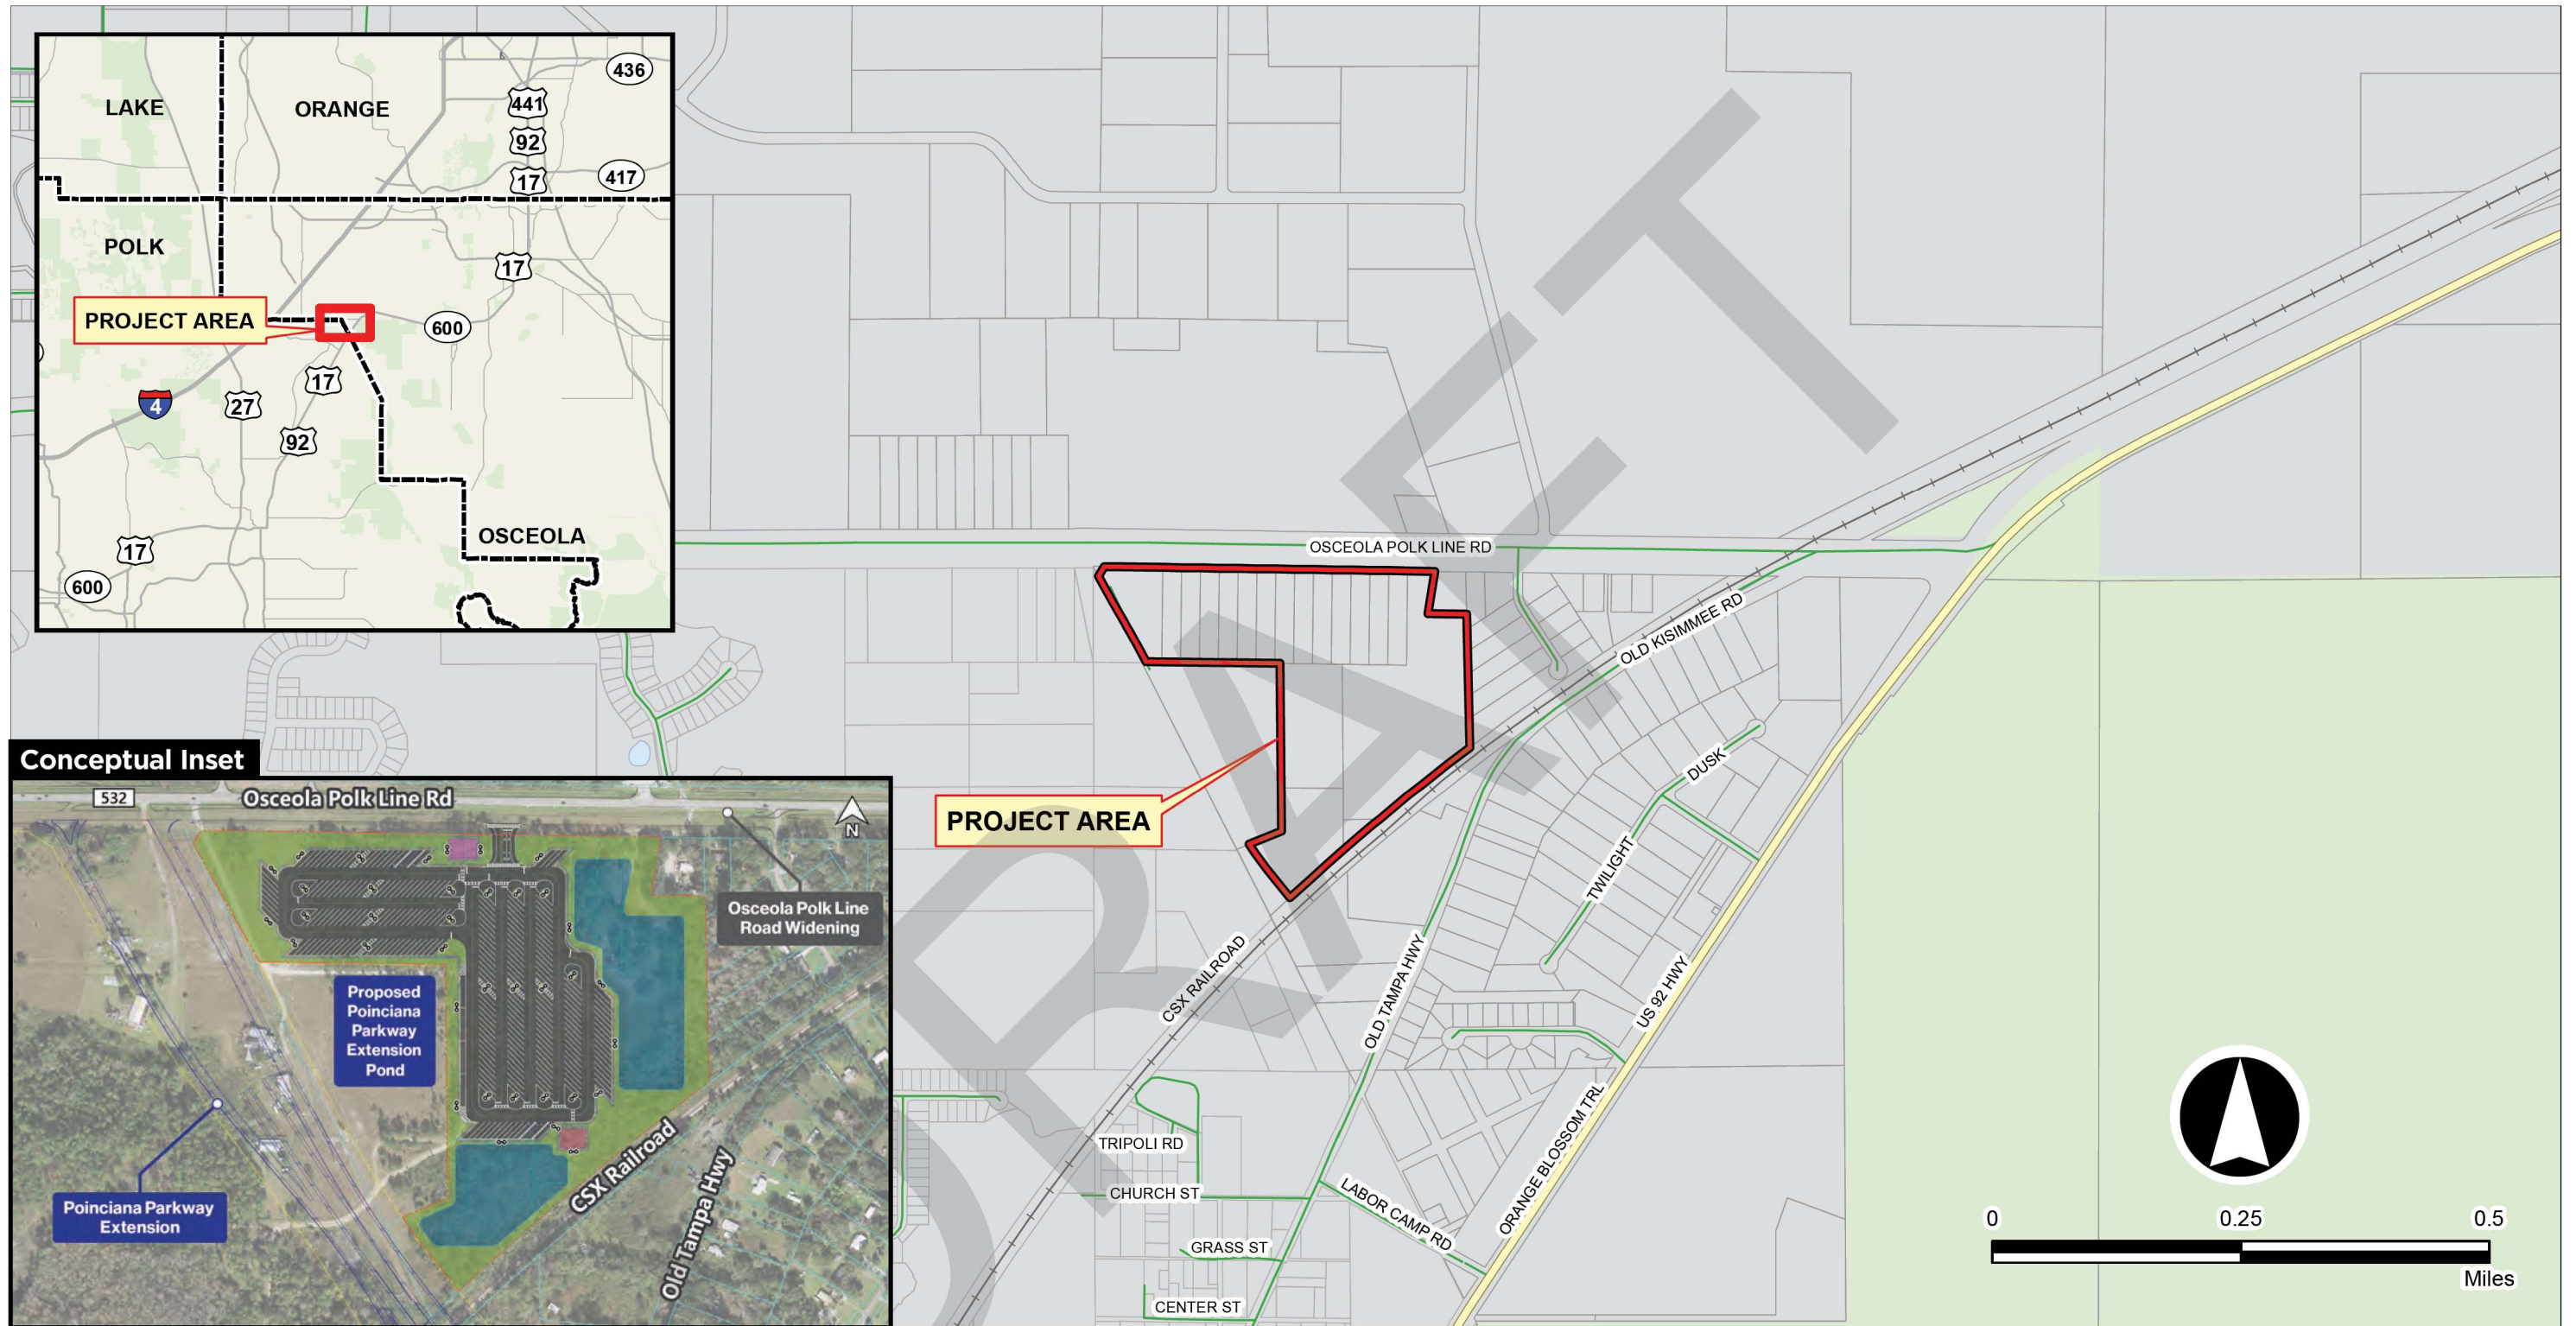 LAKE
ORANGE
436
441
92
17
417
POLK
17
PROJECT AREA
600
17
4
27
92
OSCEOLA
17
600
OSCEOLA POLK LINE RD
OLD KISIMMEE RD
DUSK
TWILIGHT
PROJECT AREA
CSX RAILROAD
OLD TAMPA HWY
US 92 HWY
ORANGE BLOSSOM TRL
TRIPOLI RD
CHURCH ST
LABOR CAMP RD
GRASS ST
CENTER ST
DRAFT
Conceptual Inset
532
Osceola Polk Line Rd
N
Osceola Polk Line
Road Widening
Proposed
Poinciana
Parkway
Extension
Pond
Poinciana Parkway
Extension
CSX Railroad
Old Tampa Hwy
0
0.25
0.5
Miles